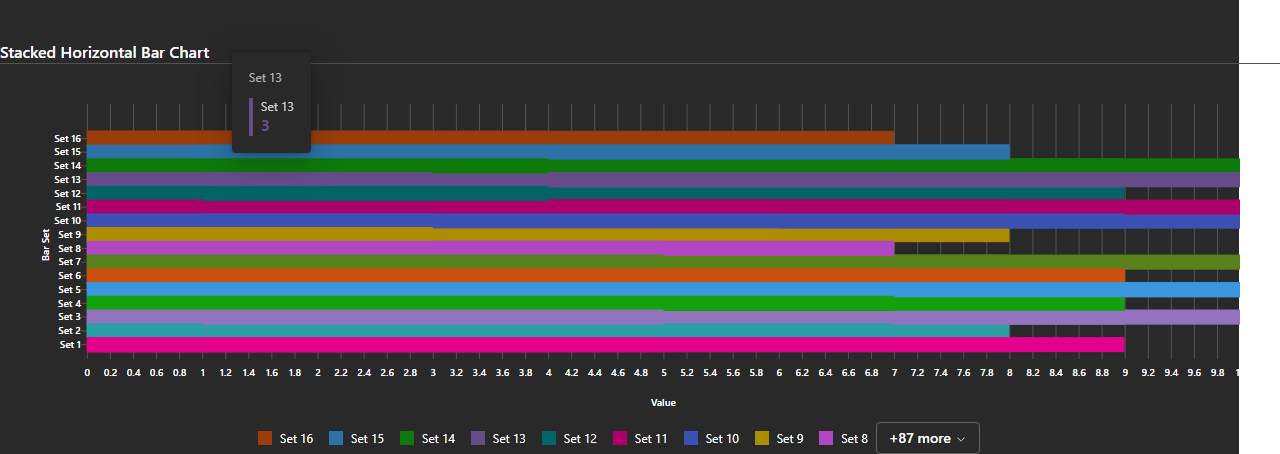 Stacked Horizontal Bar Chart
Set 13
Set 13
3
Set 16
Set 15
Set 14
Set 13
Set 12
Set 11
Set 10
Set 9
Set 8
Set 7
Set 6
Set 5
Set 4
Set 3
Set 2
Set 1
Bar Set
0 0.2 0.4 0.6 0.8 1 1.2 1.4 1.6 1.8 2 2.2 2.4 2.6 2.8 3 3.2 3.4 3.6 3.8 4 4.2 4.4 4.6 4.8 5 5.2 5.4 5.6 5.8 6 6.2 6.4 6.6 6.8 7 7.2 7.4 7.6 7.8 8 8.2 8.4 8.6 8.8 9 9.2 9.4 9.6 9.8
Value
Set 16 Set 15 Set 14 Set 13 Set 12 Set 11 Set 10 Set 9 Set 8 +87 more